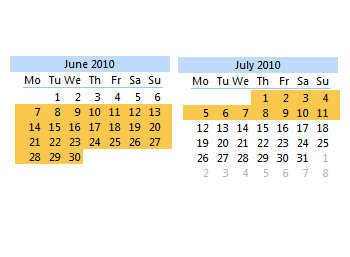 June 2010
Mo Tu We Th Fr Sa Su
1 2 3 4 5 6
7 8 9 10 11 12 13
14 15 16 17 18 19 20
21 22 23 24 25 26 27
28 29 30
July 2010
Mo Tu We Th Fr Sa Su
1 2 3 4
5 6 7 8 9 10 11
12 13 14 15 16 17 18
19 20 21 22 23 24 25
26 27 28 29 30 31 1
2 3 4 5 6 7 8